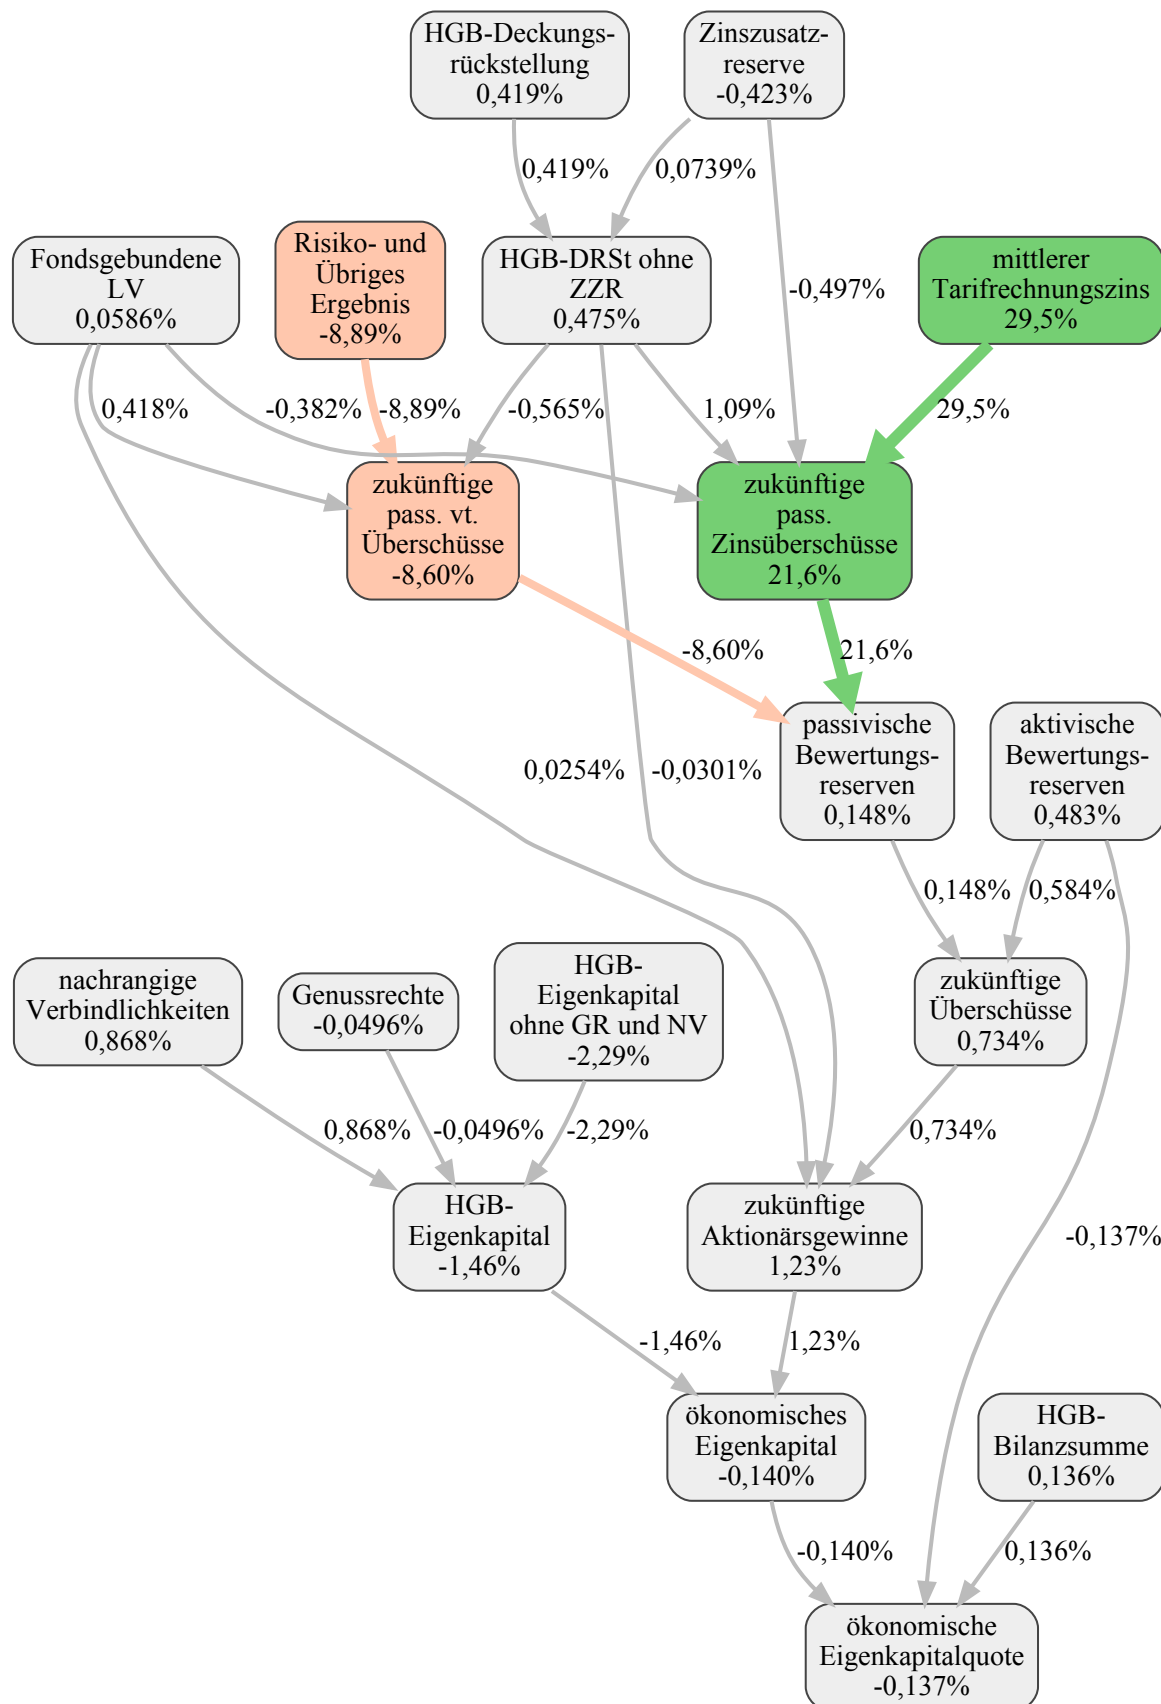 HGB-Deckungs-
rückstellung
0,419%
Zinszusatz-
reserve
-0,423%
0,419%
0,0739%
Fondsgebundene
LV
0,0586%
Risiko- und
Übriges
Ergebnis
-8,89%
HGB-DRSt ohne
ZZR
0,475%
-0,497%
mittlerer
Tarifrechnungszins
29,5%
0,418%
-0,382%
-8,89%
-0,565%
1,09%
29,5%
zukünftige
pass. vt.
Überschüsse
-8,60%
zukünftige
pass.
Zinsüberschüsse
21,6%
-8,60%
21,6%
passivische
Bewertungs-
reserven
0,148%
aktivische
Bewertungs-
reserven
0,483%
0,0254%
-0,0301%
0,148%
0,584%
nachrangige
Verbindlichkeiten
0,868%
Genussrechte
-0,0496%
HGB-
Eigenkapital
ohne GR und NV
-2,29%
zukünftige
Überschüsse
0,734%
0,868%
-0,0496%
-2,29%
0,734%
HGB-
Eigenkapital
-1,46%
zukünftige
Aktionärsgewinne
1,23%
-0,137%
-1,46%
1,23%
ökonomisches
Eigenkapital
-0,140%
HGB-
Bilanzsumme
0,136%
-0,140%
0,136%
ökonomische
Eigenkapitalquote
-0,137%